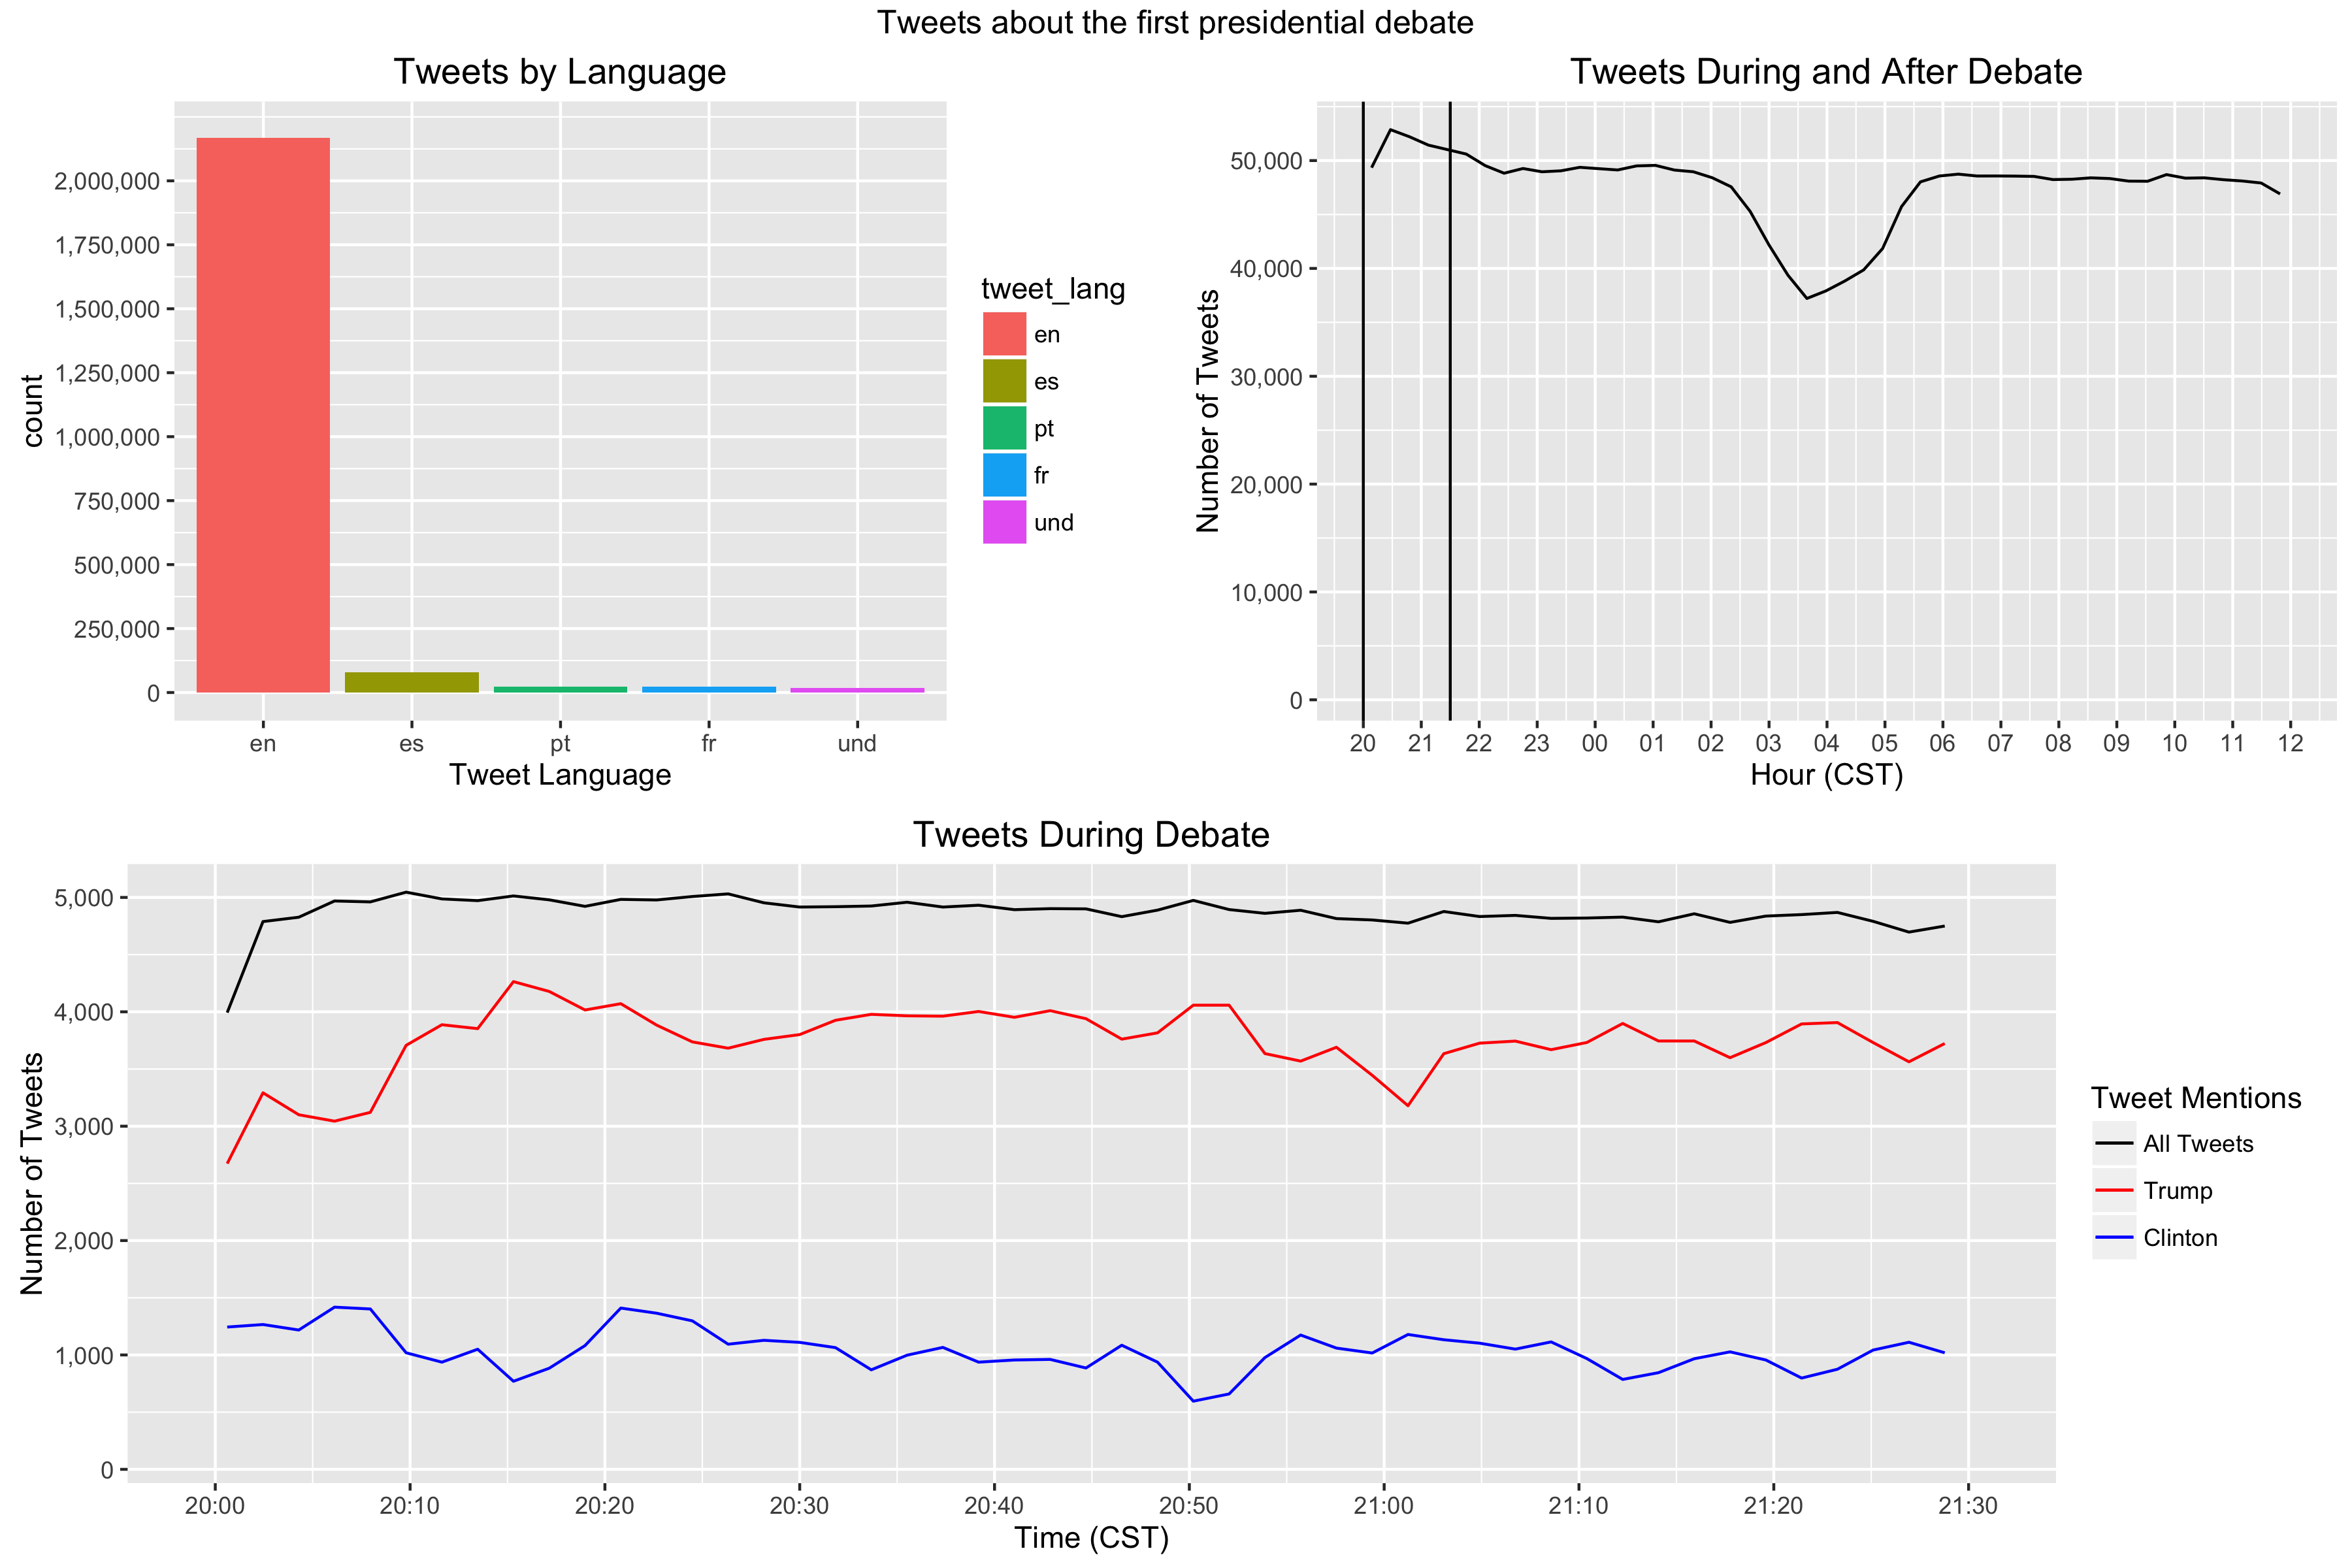 Tweets about the first presidential debate
Tweets by Language
2,000,000
1,750,000
1,500,000
1,250,000
1,000,000
750,000
500,000
250,000
0
count
en
es
pt
fr
und
Tweet Language
tweet_lang
en
es
pt
fr
und
Tweets During and After Debate
50,000
40,000
30,000
20,000
10,000
0
Number of Tweets
20 21 22 23 00 01 02 03 04 05 06 07 08 09 10 11 12
Hour (CST)
Tweets During Debate
5,000
4,000
3,000
2,000
1,000
0
Number of Tweets
20:00 20:10 20:20 20:30 20:40 20:50 21:00 21:10 21:20 21:30
Time (CST)
Tweet Mentions
All Tweets
Trump
Clinton